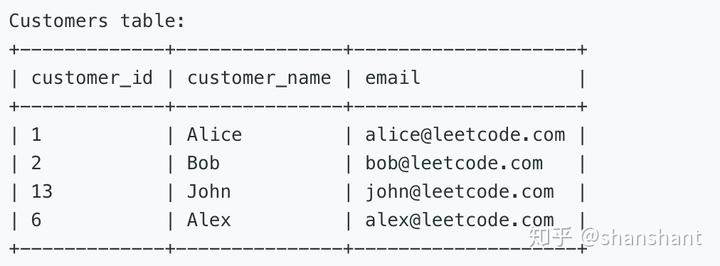 Customers table:
+-------------+---------------+--------------------+
| customer_id | customer_name | email              |
+-------------+---------------+--------------------+
| 1           | Alice         | alice@leetcode.com |
| 2           | Bob           | bob@leetcode.com   |
| 13          | John          | john@leetcode.com  |
| 6           | Alex          | alex@leetcode.com  |
+-------------+---------------+--------------------+
知乎 @shanshant